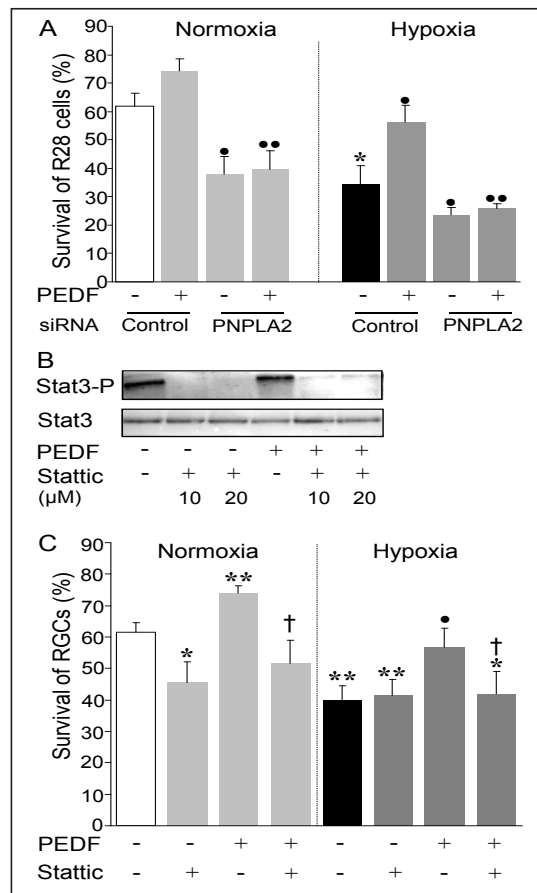 A
Normoxia
Hypoxia
Survival of R28 cells (%)
90
80
70
60
50
40
30
20
10
0
● ●● * ● ● ●●
PEDF - + - + - + - +
siRNA Control PNPLA2 Control PNPLA2
B
Stat3-P
Stat3
PEDF - - - + + +
Stattic - + + - + +
(µM) 10 20 10 20
C
Normoxia
Hypoxia
Survival of RGCs (%)
90
80
70
60
50
40
30
20
10
0
* ** † ** ** ● † *
PEDF - - + + - - + +
Stattic - + - + - + - +